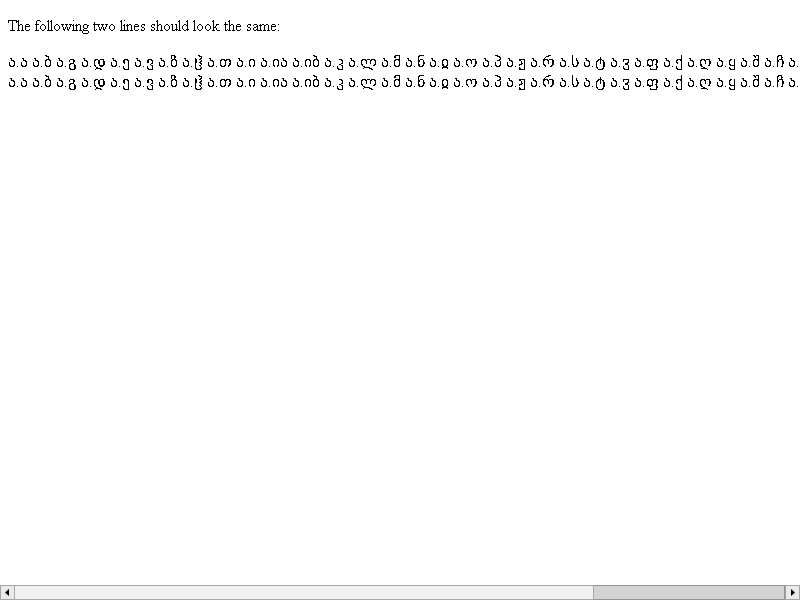 The following two lines should look the same:
ა.ა ა.ბ ა.გ ა.დ ა.ე ა.ვ ა.ზ ა.ჱ ა.თ ა.ი ა.ია ა.იბ ა.კ ა.ლ ა.მ ა.ნ ა.ჲ ა.ო ა.პ ა.ჟ ა.რ ა.ს ა.ტ ა.ვ ა.ფ ა.ქ ა.ღ ა.ყ ა.შ ა.ჩ ა.
ა.ა ა.ბ ა.გ ა.დ ა.ე ა.ვ ა.ზ ა.ჱ ა.თ ა.ი ა.ია ა.იბ ა.კ ა.ლ ა.მ ა.ნ ა.ჲ ა.ო ა.პ ა.ჟ ა.რ ა.ს ა.ტ ა.ვ ა.ფ ა.ქ ა.ღ ა.ყ ა.შ ა.ჩ ა.